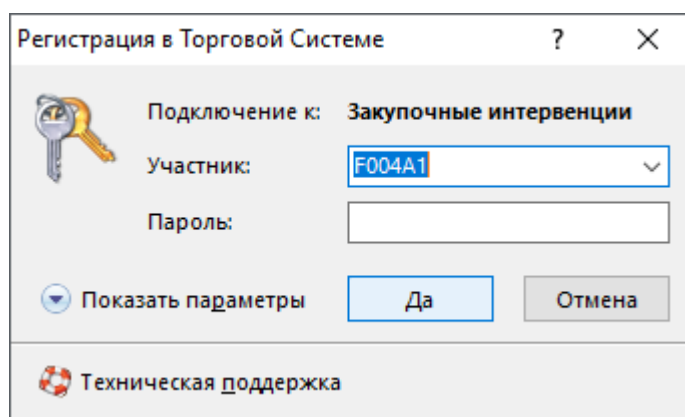 Регистрация в Торговой Системе ?
Подключение к: Закупочные интервенции
Участник: F004A1
Пароль:
Показать параметры Да Отмена
Техническая поддержка